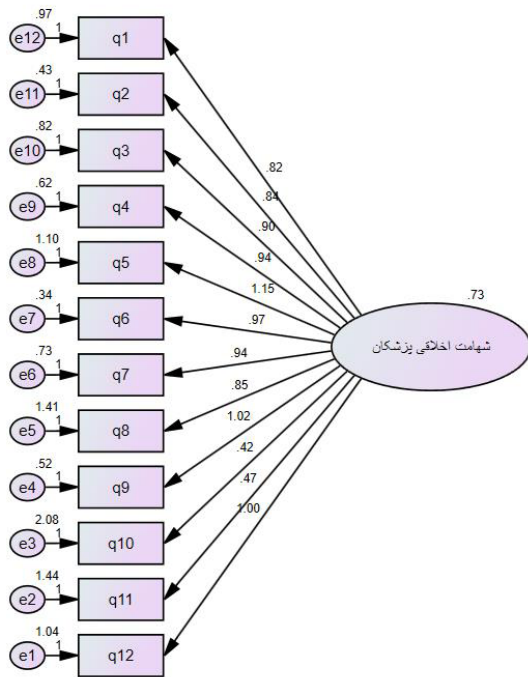 .97
e12 1 q1
.43
e11 1 q2
.82
e10 1 q3
.62
e9 1 q4
1.10
e8 1 q5
.34
e7 1 q6
.73
e6 1 q7
1.41
e5 1 q8
.52
e4 1 q9
2.08
e3 1 q10
1.44
e2 1 q11
1.04
e1 1 q12
.82
.84
.90
.94
1.15
.97
.94
.85
1.02
.42
.47
1.00
.73
شهامت اخلاقی پزشکان